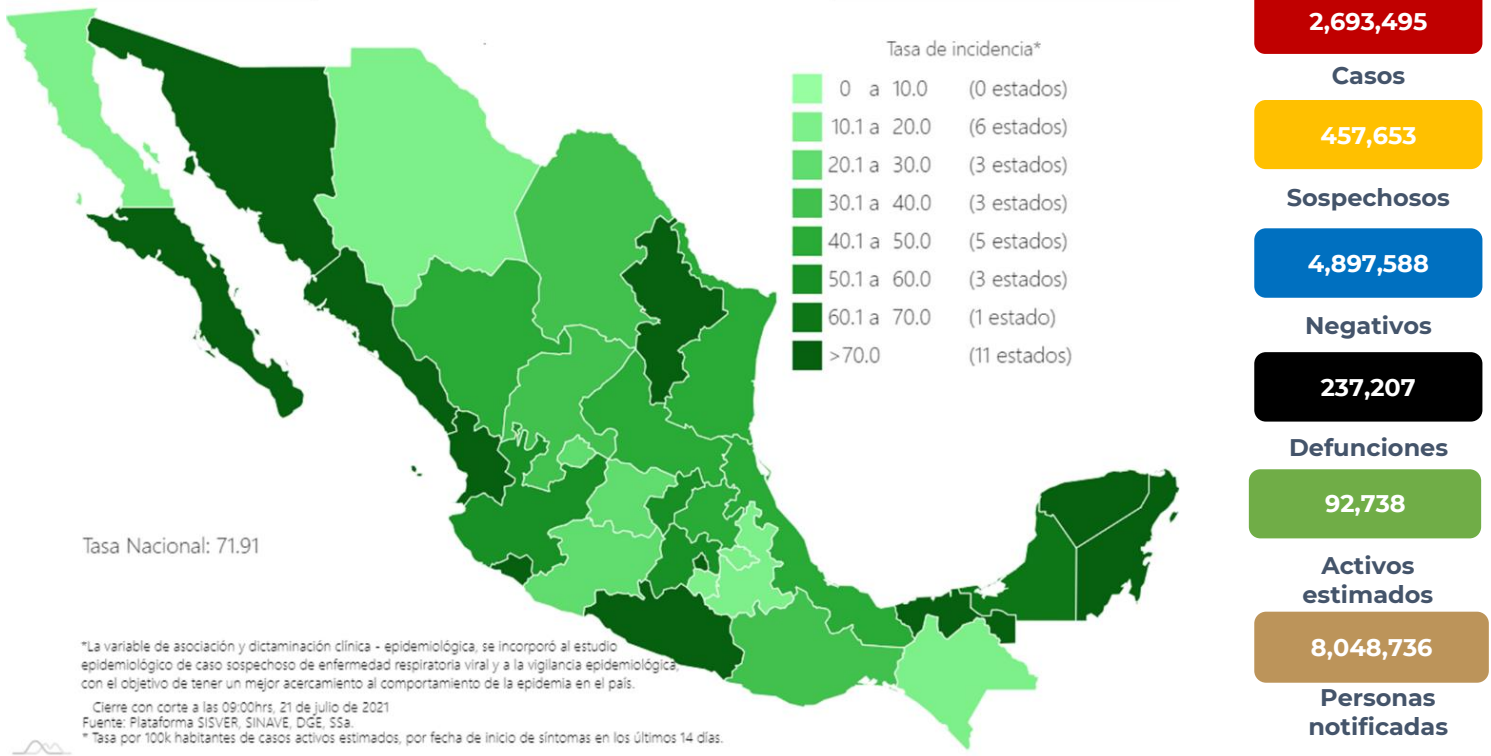 Tasa de incidencia*
0 a 10.0 (0 estados)
10.1 a 20.0 (6 estados)
20.1 a 30.0 (3 estados)
30.1 a 40.0 (3 estados)
40.1 a 50.0 (5 estados)
50.1 a 60.0 (3 estados)
60.1 a 70.0 (1 estado)
>70.0 (11 estados)
Tasa Nacional: 71.91
*La variable de asociación y dictaminación clínica - epidemiológica, se incorporó al estudio
epidemiológico de caso sospechoso de enfermedad respiratoria viral y a la vigilancia epidemiológica,
con el objetivo de tener un mejor acercamiento al comportamiento de la epidemia en el país.
Cierre con corte a las 09:00hrs, 21 de julio de 2021
Fuente: Plataforma SISVER, SINAVE, DGE, SSa.
* Tasa por 100k habitantes de casos activos estimados, por fecha de inicio de síntomas en los últimos 14 días.
2,693,495
Casos
457,653
Sospechosos
4,897,588
Negativos
237,207
Defunciones
92,738
Activos
estimados
8,048,736
Personas
notificadas